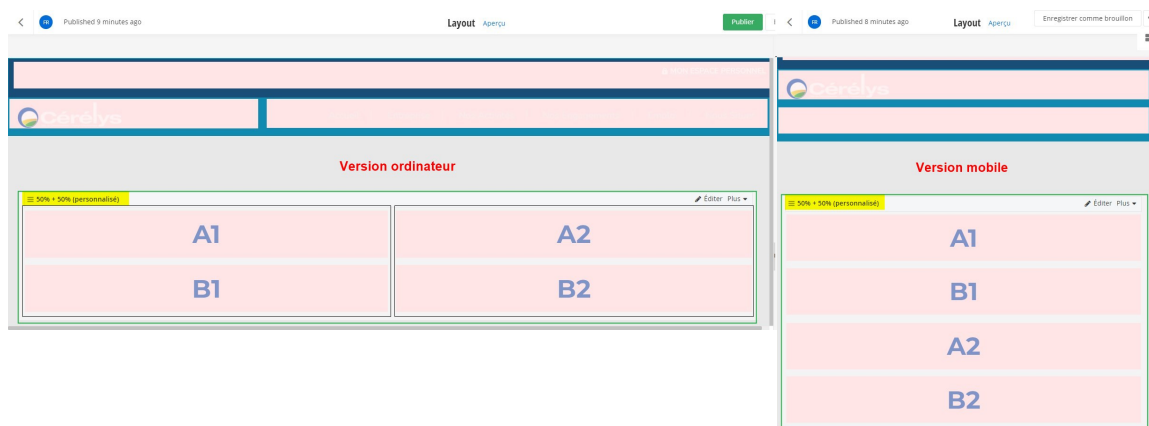 FR Published 9 minutes ago Layout Aperçu Publier
Cérélys
Version ordinateur
50% + 50% (personnalisé) Éditer Plus
A1 A2
B1 B2
FR Published 8 minutes ago Layout Aperçu Enregistrer comme brouillon
Cérélys
Version mobile
50% + 50% (personnalisé) Éditer Plus
A1
B1
A2
B2